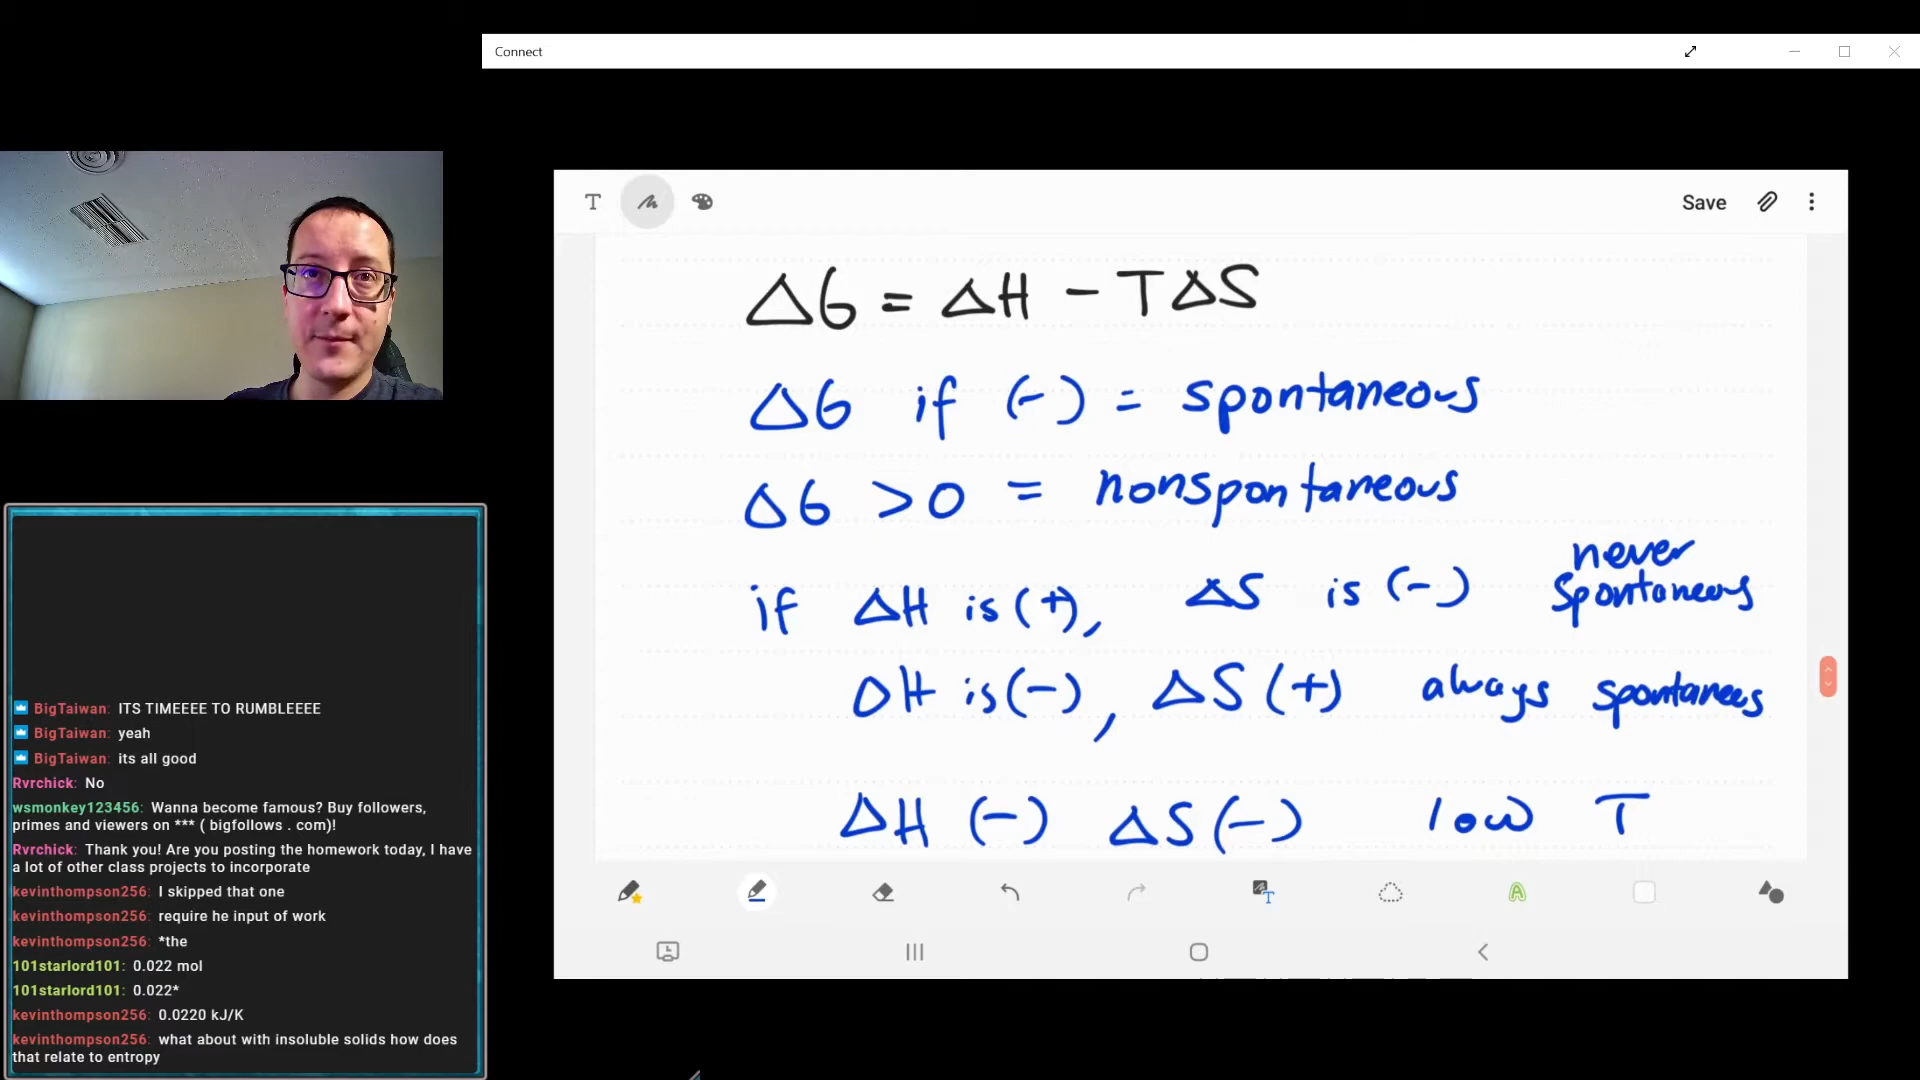 Connect
Save
ΔG = ΔH - TΔS
ΔG if (-) = spontaneous
ΔG >0 = nonspontaneous
if ΔH is (+), ΔS is (-) never spontaneous
ΔH is (-), ΔS (+) always spontaneous
ΔH (-) ΔS (-) low T
BigTaiwan: ITS TIMEEEE TO RUMBLEEEE
BigTaiwan: yeah
BigTaiwan: its all good
Rvrchick: No
wsmonkey123456: Wanna become famous? Buy followers,
primes and viewers on *** ( bigfollows . com)!
Rvrchick: Thank you! Are you posting the homework today, I have
a lot of other class projects to incorporate
kevinthompson256: I skipped that one
kevinthompson256: require he input of work
kevinthompson256: *the
101starlord101: 0.022 mol
101starlord101: 0.022*
kevinthompson256: 0.0220 kJ/K
kevinthompson256: what about with insoluble solids how does
that relate to entropy